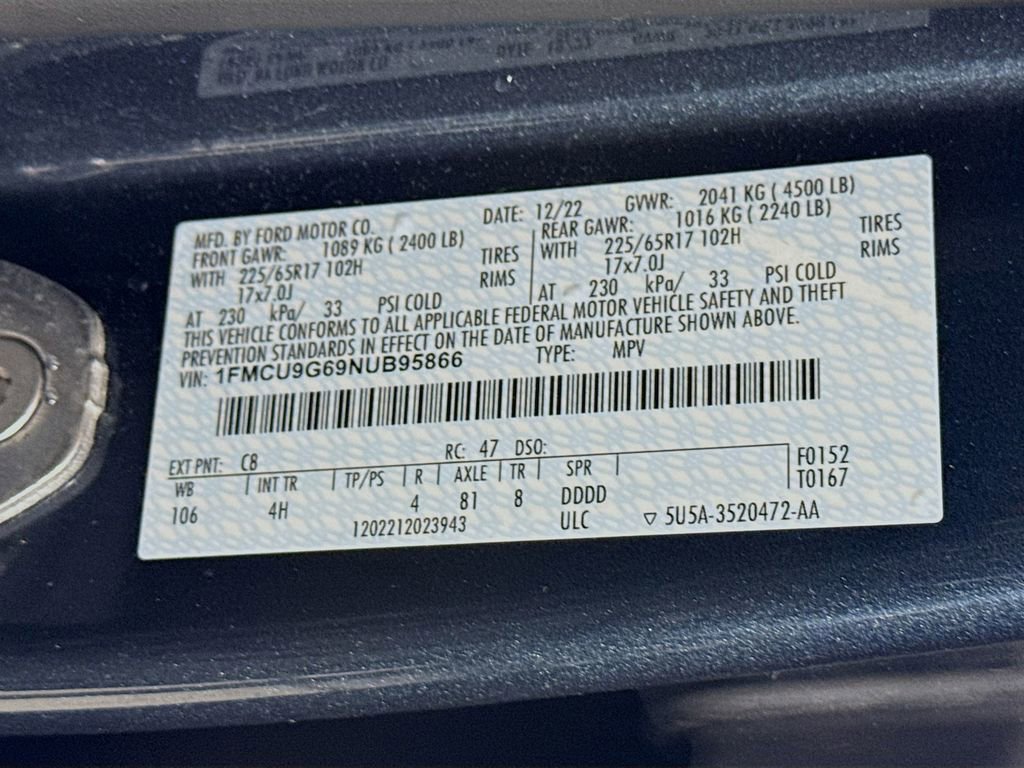 MFD. BY FORD MOTOR CO. DATE: 12/22 GVWR: 2041 KG ( 4500 LB)
FRONT GAWR: 1089 KG ( 2400 LB) REAR GAWR: 1016 KG ( 2240 LB)
WITH 225/65R17 102H TIRES WITH 225/65R17 102H TIRES
17x7.0J RIMS 17x7.0J RIMS
AT 230 kPa/ 33 PSI COLD AT 230 kPa/ 33 PSI COLD
THIS VEHICLE CONFORMS TO ALL APPLICABLE FEDERAL MOTOR VEHICLE SAFETY AND THEFT
PREVENTION STANDARDS IN EFFECT ON THE DATE OF MANUFACTURE SHOWN ABOVE.
VIN: 1FMCU9G69NUB95866 TYPE: MPV
EXT PNT: C8 RC: 47 DSO:
WB INT TR TP/PS R AXLE TR SPR F0152
106 4H 4 81 8 DDDD T0167
1202212023943 ULC ▽ 5U5A-3520472-AA